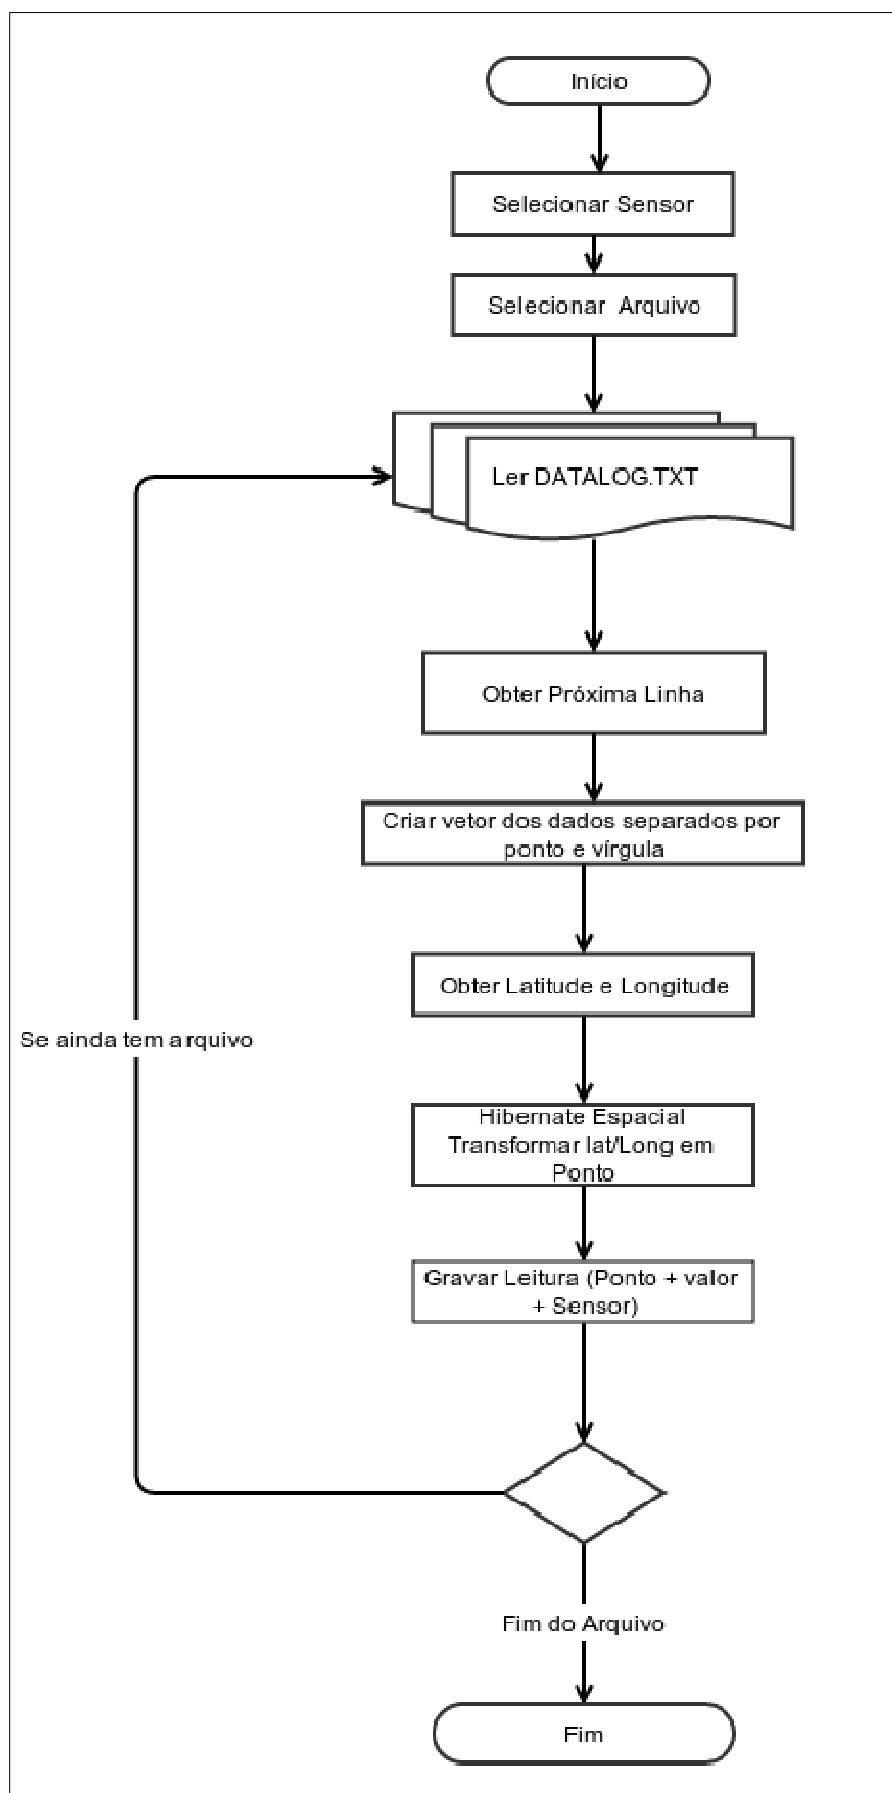 Início
Selecionar Sensor
Selecionar Arquivo
Ler DATALOG.TXT
Obter Próxima Linha
Criar vetor dos dados separados por
ponto e vírgula
Obter Latitude e Longitude
Se ainda tem arquivo
Hibernate Espacial
Transformar lat/Long em
Ponto
Gravar Leitura (Ponto + valor
+ Sensor)
Fim do Arquivo
Fim